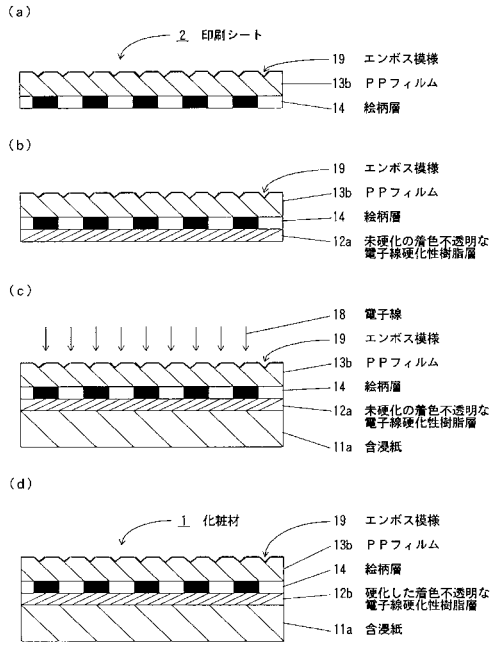 (a)
2 印刷シート
19 エンボス模様
13b PPフィルム
14 絵柄層
(b)
19 エンボス模様
13b PPフィルム
14 絵柄層
12a 未硬化の着色不透明な
電子線硬化性樹脂層
(c)
18 電子線
19 エンボス模様
13b PPフィルム
14 絵柄層
12a 未硬化の着色不透明な
電子線硬化性樹脂層
11a 含浸紙
(d)
1 化粧材
19 エンボス模様
13b PPフィルム
14 絵柄層
12b 硬化した着色不透明な
電子線硬化性樹脂層
11a 含浸紙